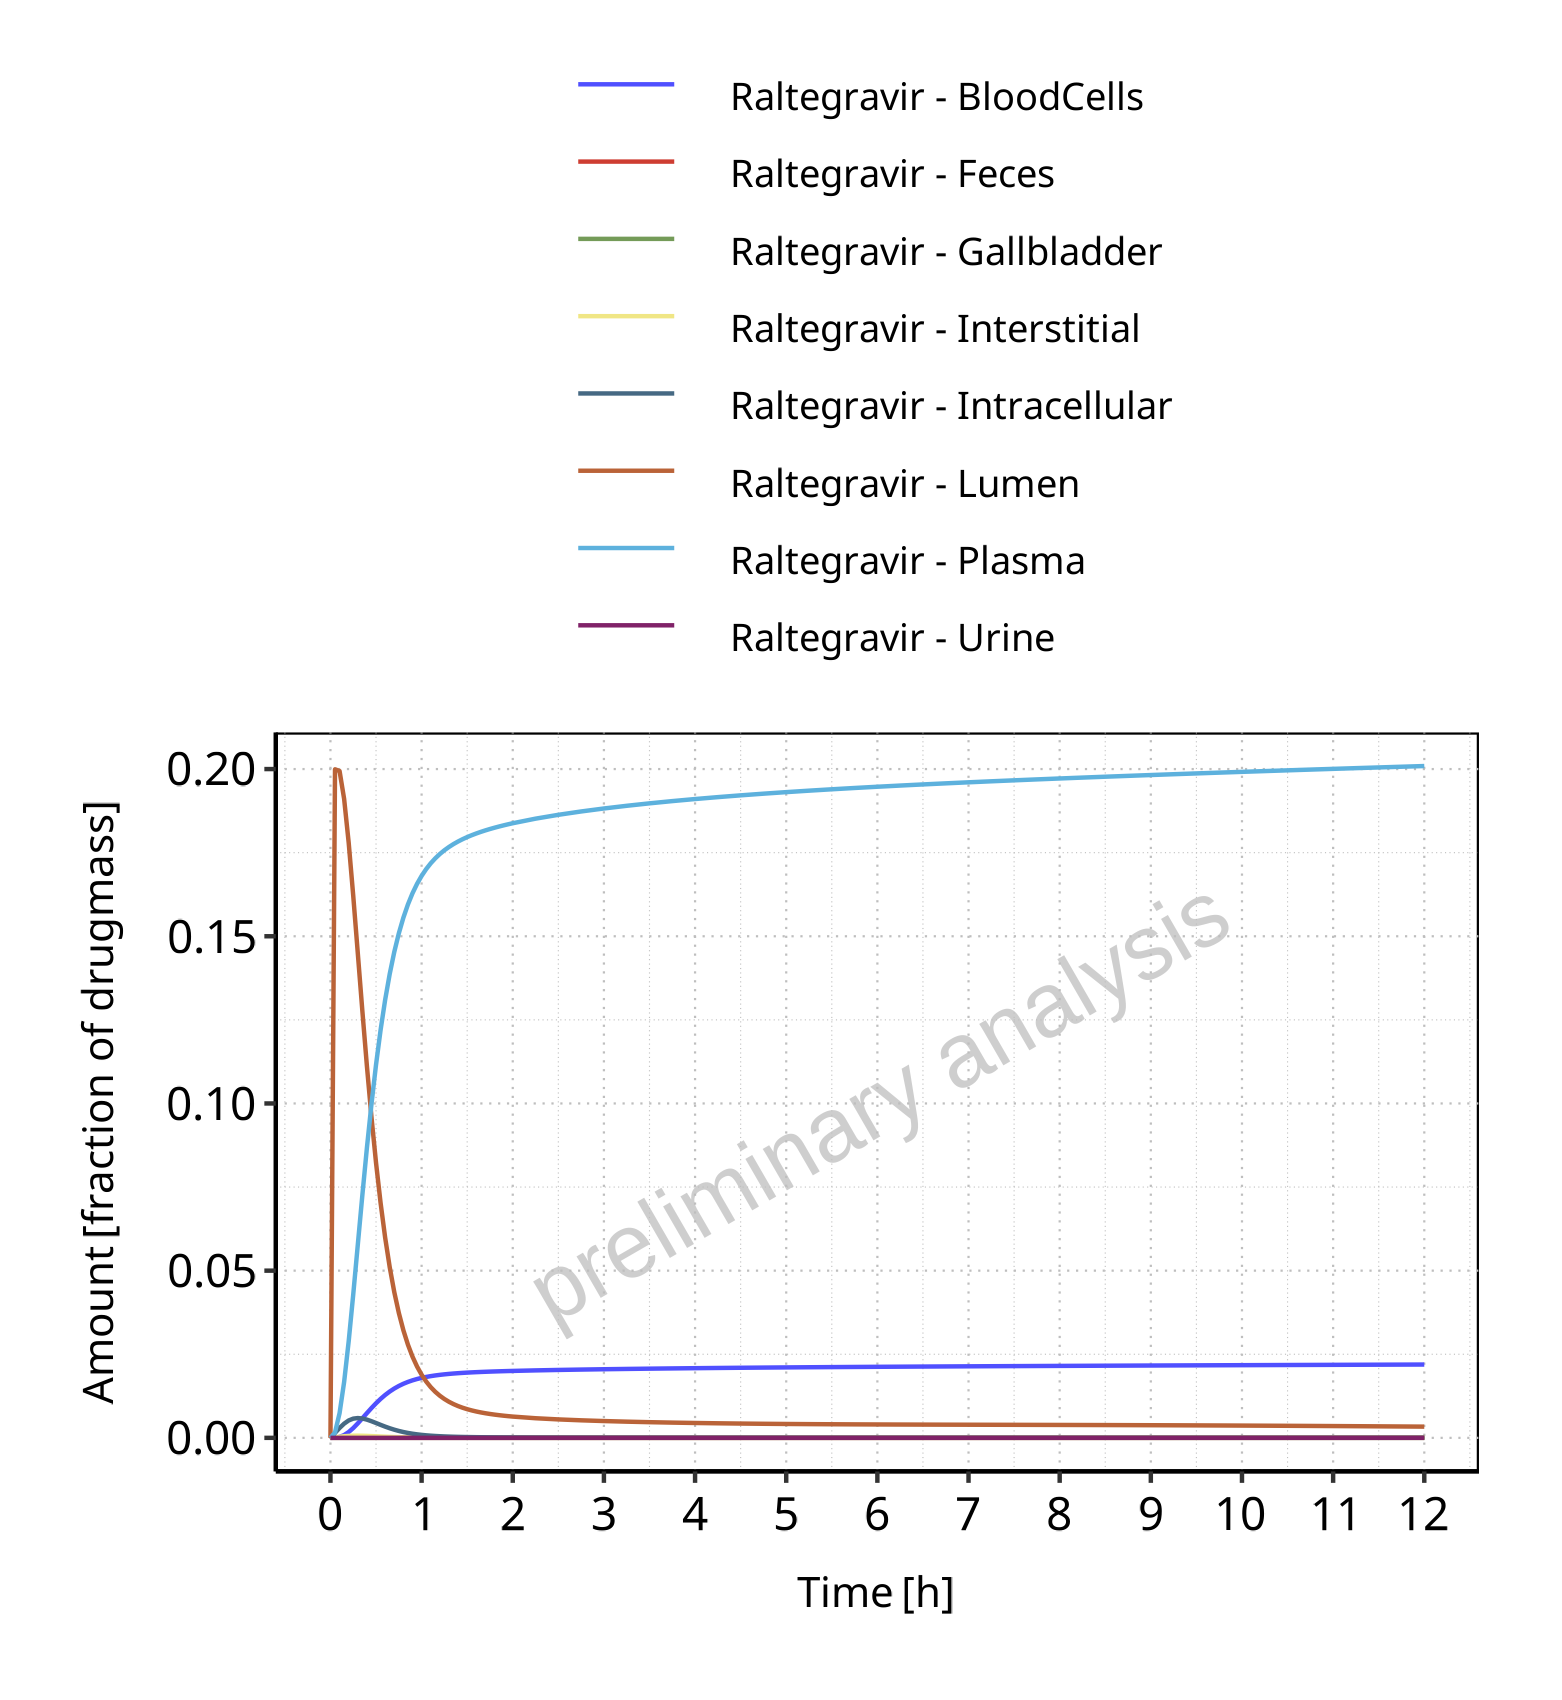 Raltegravir - BloodCells
Raltegravir - Feces
Raltegravir - Gallbladder
Raltegravir - Interstitial
Raltegravir - Intracellular
Raltegravir - Lumen
Raltegravir - Plasma
Raltegravir - Urine
Amount [fraction of drugmass]
0.20
0.15
0.10
0.05
0.00
preliminary analysis
0 1 2 3 4 5 6 7 8 9 10 11 12
Time [h]